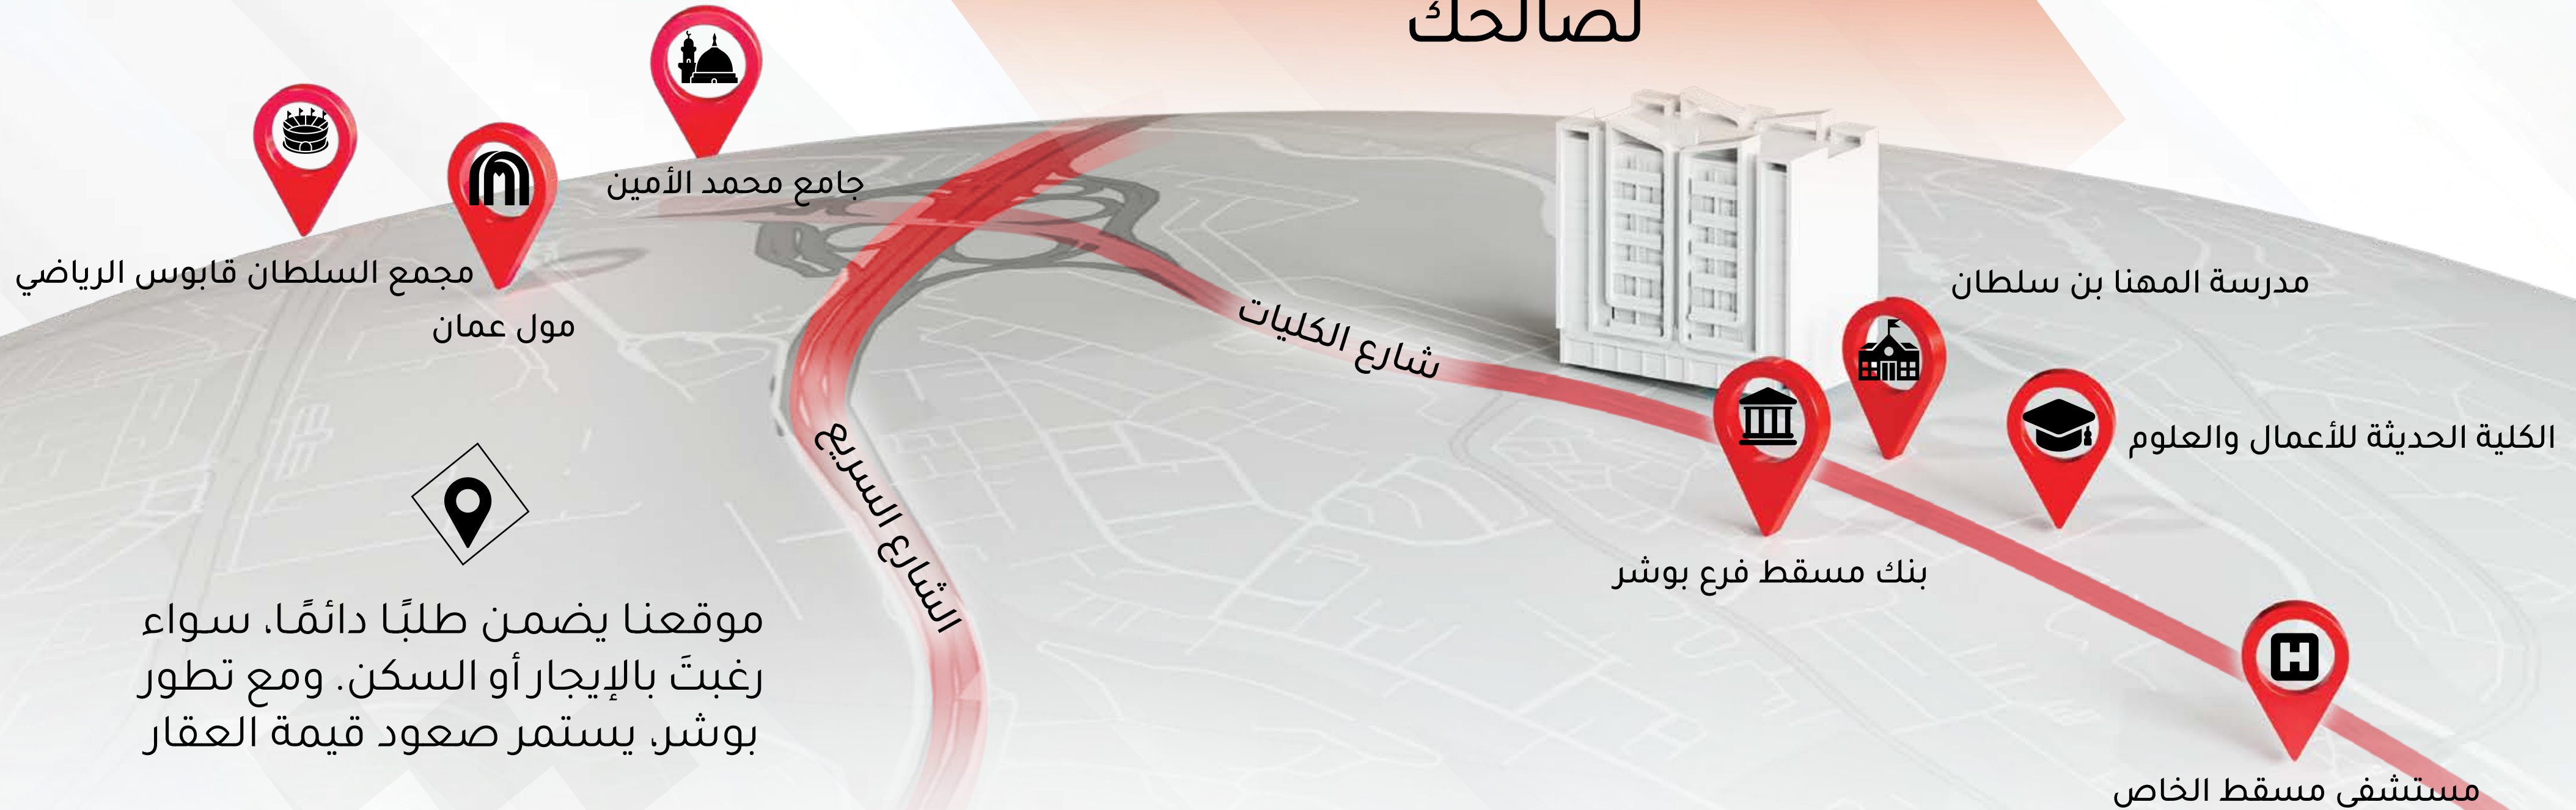 لصالحك
جامع محمد الأمين
مجمع السلطان قابوس الرياضي
مول عمان
مدرسة المهنا بن سلطان
شارع الكليات
الكلية الحديثة للأعمال والعلوم
الشارع السريع
بنك مسقط فرع بوشر
موقعنا يضمن طلبًا دائمًا، سواء
رغبتَ بالإيجار أو السكن. ومع تطور
بوشر، يستمر صعود قيمة العقار
H
مستشفى مسقط الخاص